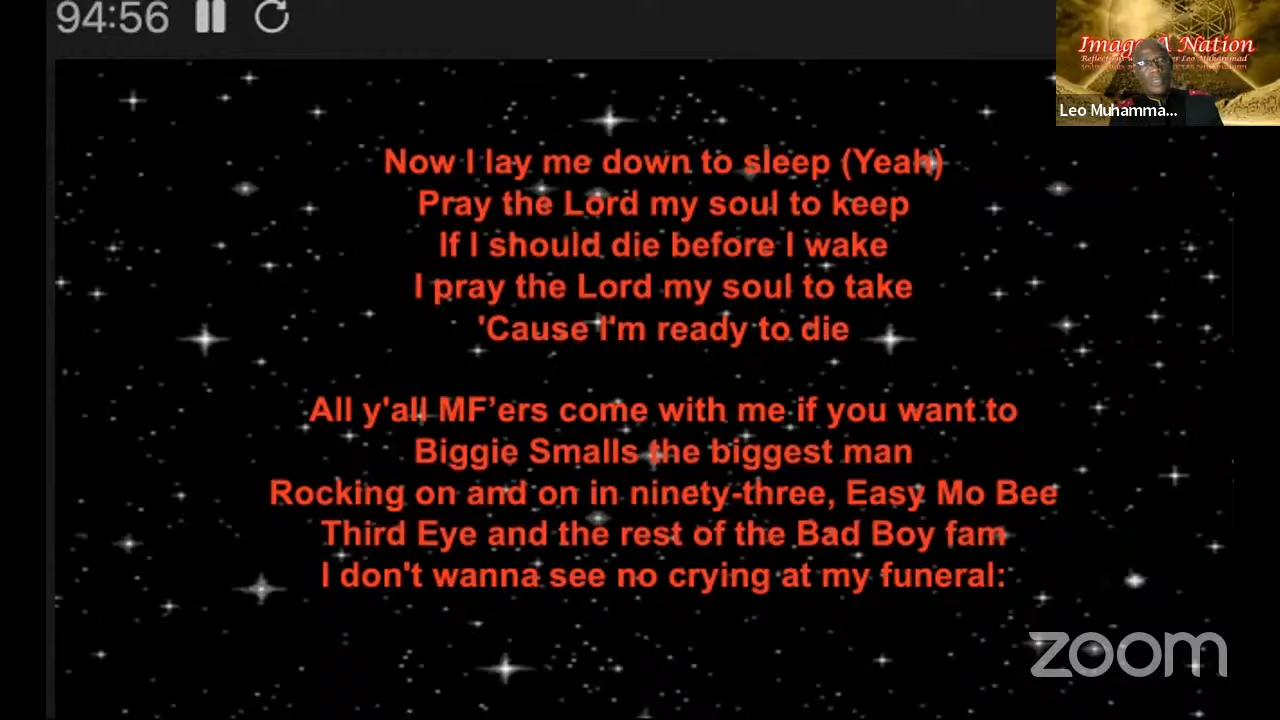 94:56
Image A Nation
Leo Muhamma...
Now I lay me down to sleep (Yeah)
Pray the Lord my soul to keep
If I should die before I wake
I pray the Lord my soul to take
'Cause I'm ready to die
All y'all MF’ers come with me if you want to
Biggie Smalls the biggest man
Rocking on and on in ninety-three, Easy Mo Bee
Third Eye and the rest of the Bad Boy fam
I don't wanna see no crying at my funeral:
zoom